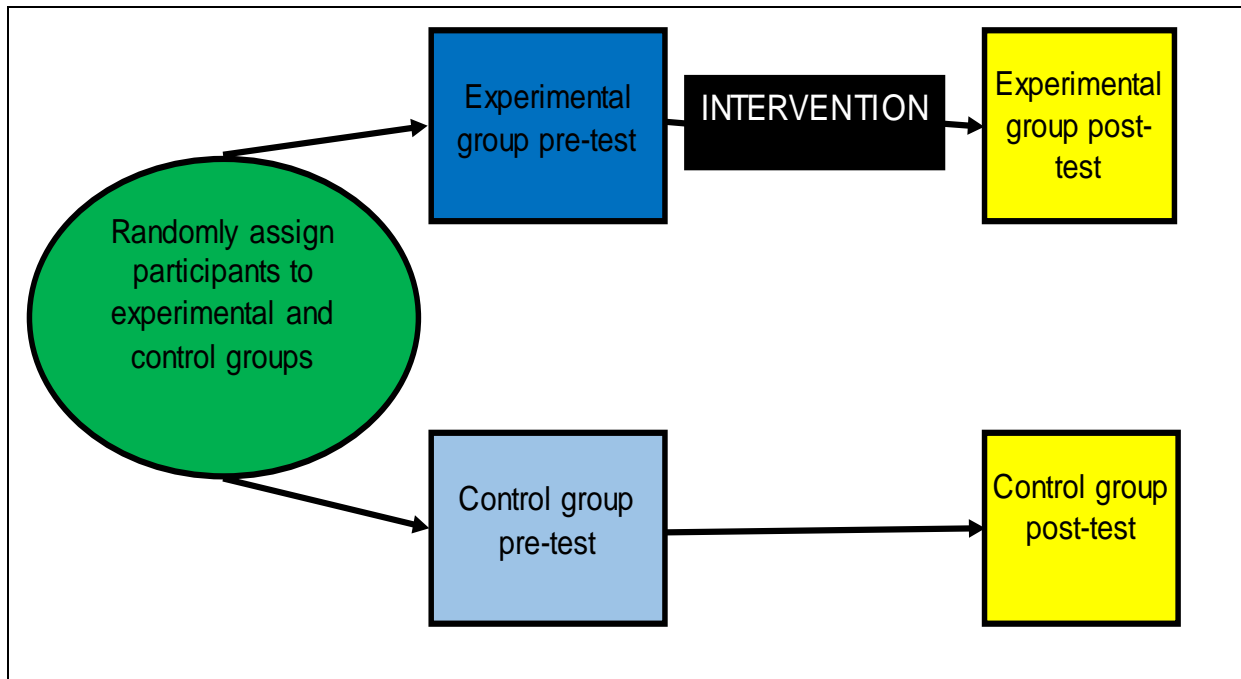 Randomly assign
participants to
experimental and
control groups
Experimental
group pre-test
INTERVENTION
Experimental
group post-
test
Control group
pre-test
Control group
post-test